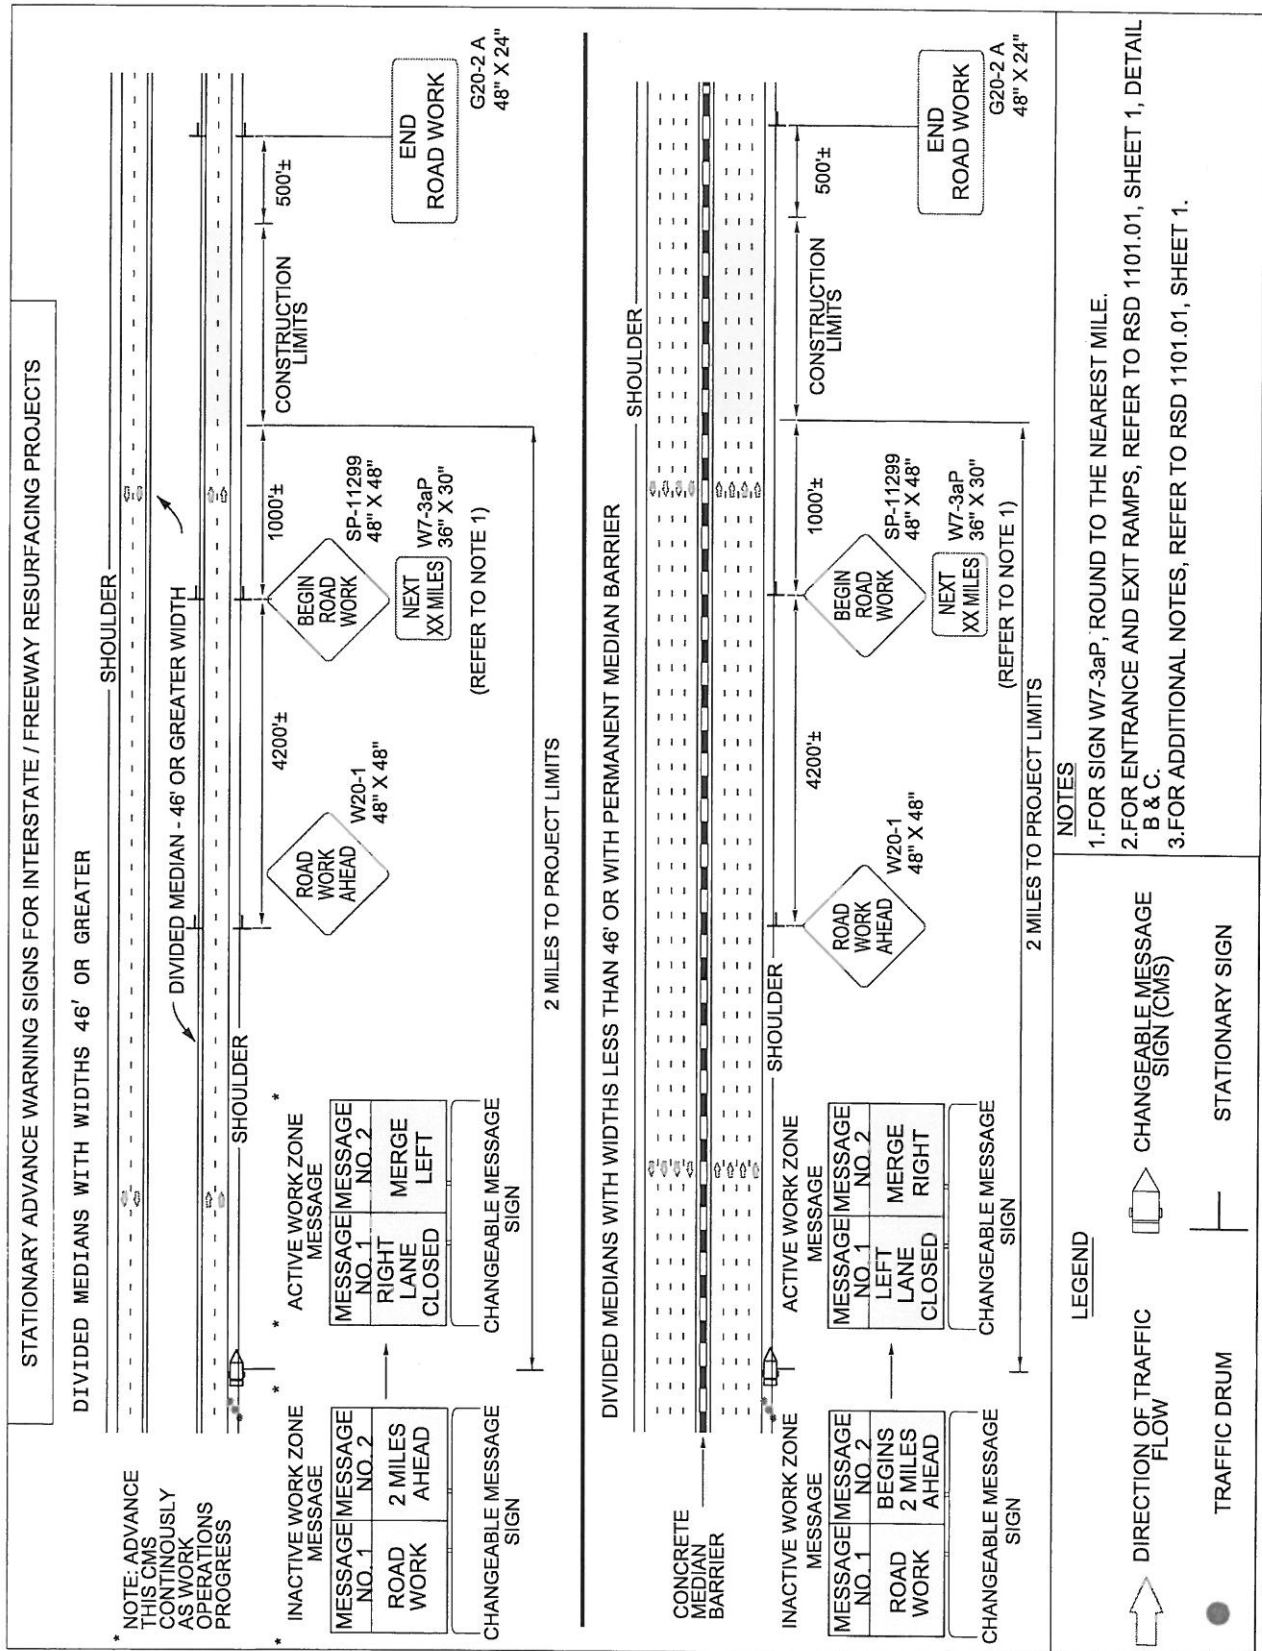 STATIONARY ADVANCE WARNING SIGNS FOR INTERSTATE / FREEWAY RESURFACING PROJECTS
DIVIDED MEDIANS WITH WIDTHS 46' OR GREATER
* NOTE: ADVANCE
THIS CMS
CONTINOUSLY
AS WORK
OPERATIONS
PROGRESS
SHOULDER
DIVIDED MEDIAN - 46' OR GREATER WIDTH
SHOULDER
4200'±
1000'±
CONSTRUCTION
LIMITS
500'±
* INACTIVE WORK ZONE *
MESSAGE
MESSAGE NO. 1
MESSAGE NO. 2
ROAD
WORK
2 MILES
AHEAD
CHANGEABLE MESSAGE
SIGN
* ACTIVE WORK ZONE *
MESSAGE
MESSAGE NO. 1
MESSAGE NO. 2
RIGHT
LANE
CLOSED
MERGE
LEFT
CHANGEABLE MESSAGE
SIGN
ROAD
WORK
AHEAD
W20-1
48" X 48"
BEGIN
ROAD
WORK
SP-11299
48" X 48"
NEXT
XX MILES
W7-3aP
36" X 30"
(REFER TO NOTE 1)
END
ROAD WORK
G20-2 A
48" X 24"
2 MILES TO PROJECT LIMITS
DIVIDED MEDIANS WITH WIDTHS LESS THAN 46' OR WITH PERMANENT MEDIAN BARRIER
SHOULDER
CONCRETE
MEDIAN
BARRIER
SHOULDER
4200'±
1000'±
CONSTRUCTION
LIMITS
500'±
INACTIVE WORK ZONE
MESSAGE
MESSAGE NO. 1
MESSAGE NO. 2
ROAD
WORK
BEGINS
2 MILES
AHEAD
CHANGEABLE MESSAGE
SIGN
ACTIVE WORK ZONE
MESSAGE
MESSAGE NO. 1
MESSAGE NO. 2
LEFT
LANE
CLOSED
MERGE
RIGHT
CHANGEABLE MESSAGE
SIGN
ROAD
WORK
AHEAD
W20-1
48" X 48"
BEGIN
ROAD
WORK
SP-11299
48" X 48"
NEXT
XX MILES
W7-3aP
36" X 30"
(REFER TO NOTE 1)
END
ROAD WORK
G20-2 A
48" X 24"
2 MILES TO PROJECT LIMITS
LEGEND
DIRECTION OF TRAFFIC
FLOW
CHANGEABLE MESSAGE
SIGN (CMS)
TRAFFIC DRUM
STATIONARY SIGN
NOTES
1.FOR SIGN W7-3aP, ROUND TO THE NEAREST MILE.
2.FOR ENTRANCE AND EXIT RAMPS, REFER TO RSD 1101.01, SHEET 1, DETAIL
B & C.
3.FOR ADDITIONAL NOTES, REFER TO RSD 1101.01, SHEET 1.